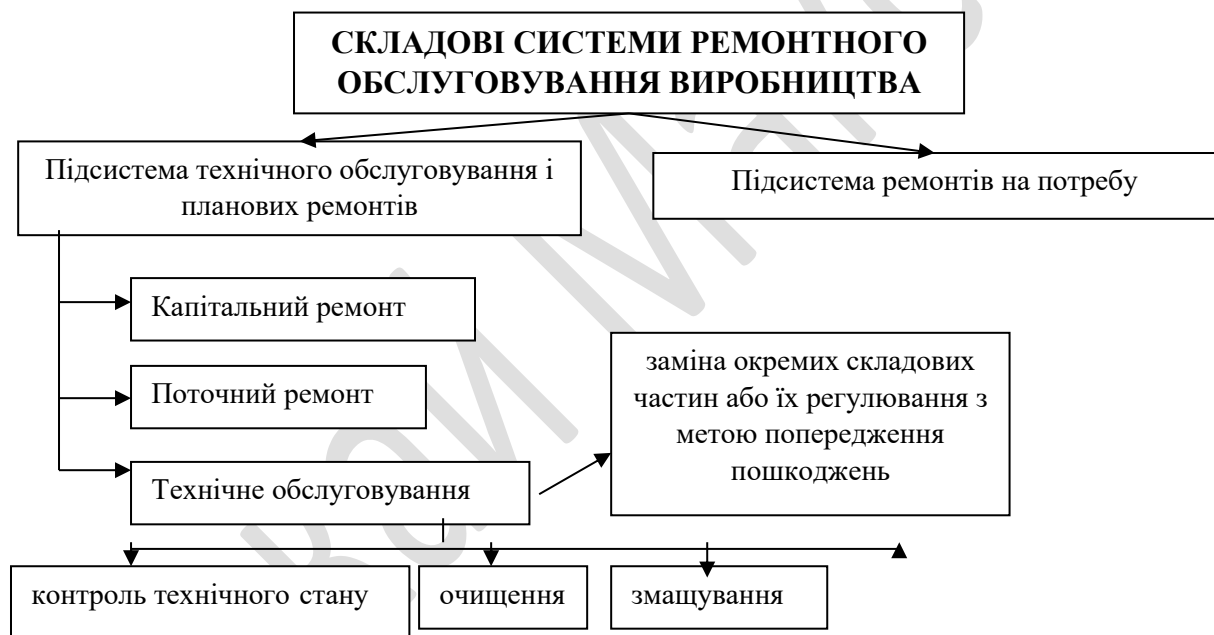 СКЛАДОВІ СИСТЕМИ РЕМОНТНОГО
ОБСЛУГОВУВАННЯ ВИРОБНИЦТВА
Підсистема технічного обслуговування і
планових ремонтів
Підсистема ремонтів на потребу
Капітальний ремонт
Поточний ремонт
Технічне обслуговування
заміна окремих складових
частин або їх регулювання з
метою попередження
пошкоджень
контроль технічного стану
очищення
змащування